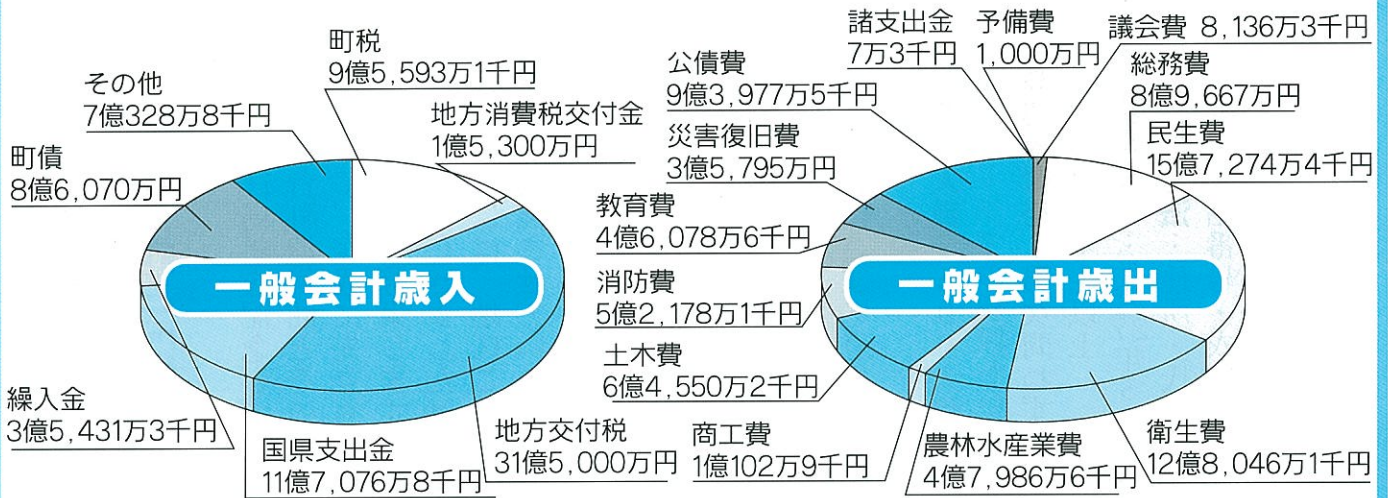 町税
9億5,593万1千円
地方消費税交付金
1億5,300万円
地方交付税
31億5,000万円
国県支出金
11億7,076万8千円
繰入金
3億5,431万3千円
町債
8億6,070万円
その他
7億328万8千円
一般会計歳入
議会費 8,136万3千円
総務費
8億9,667万円
民生費
15億7,274万4千円
衛生費
12億8,046万1千円
農林水産業費
4億7,986万6千円
商工費
1億102万9千円
土木費
6億4,550万2千円
消防費
5億2,178万1千円
教育費
4億6,078万6千円
災害復旧費
3億5,795万円
公債費
9億3,977万5千円
諸支出金
7万3千円
予備費
1,000万円
一般会計歳出